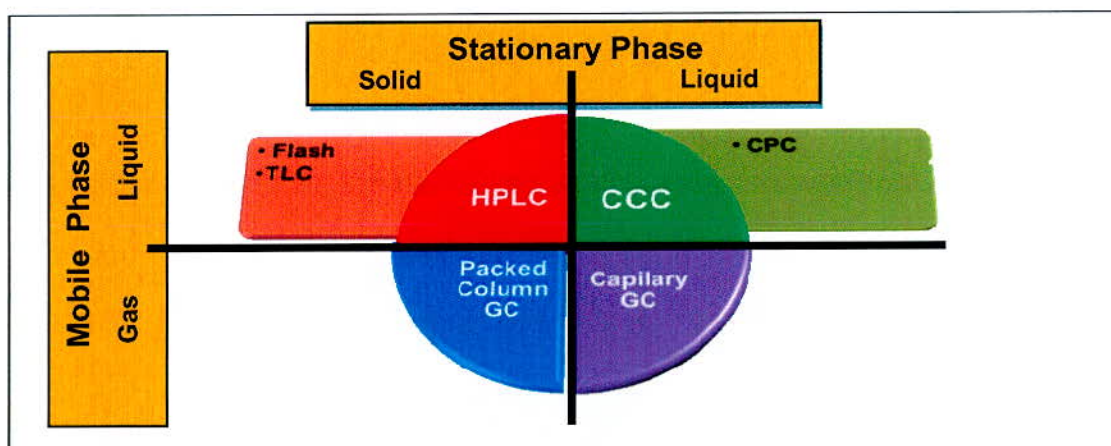 Stationary Phase
Solid Liquid
Mobile Phase
Liquid
Gas
• Flash
•TLC
HPLC
CCC
• CPC
Packed
Column
GC
Capilary
GC